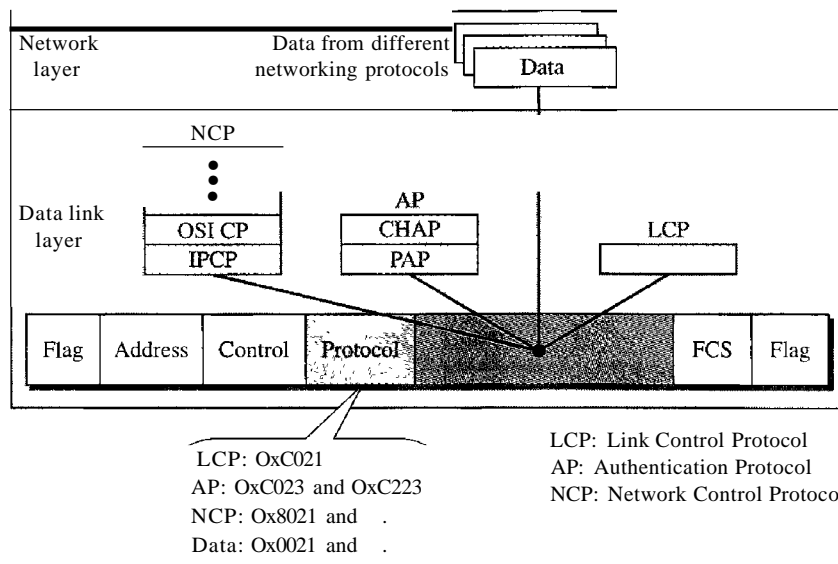 Network
layer
Data from different
networking protocols
Data
NCP
Data link
layer
OSI CP
IPCP
AP
CHAP
PAP
LCP
Flag Address Control Protocol FCS Flag
LCP: OxC021
AP: OxC023 and OxC223
NCP: Ox8021 and .
Data: Ox0021 and .
LCP: Link Control Protocol
AP: Authentication Protocol
NCP: Network Control Protoco